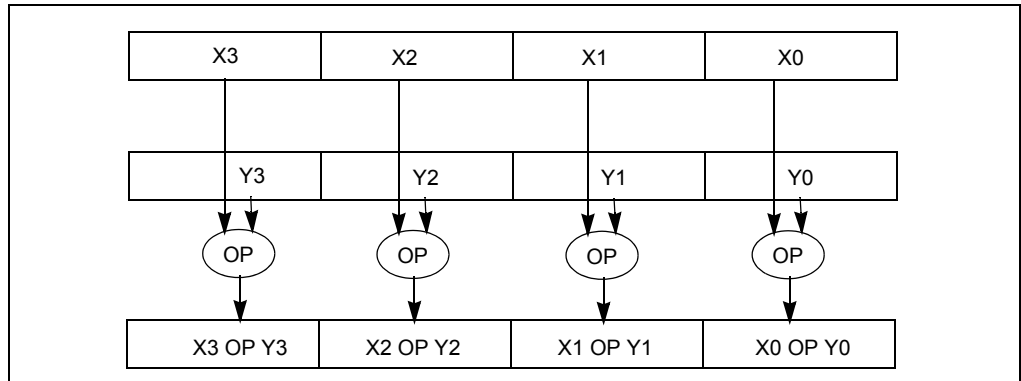 X3 X2 X1 X0
Y3 Y2 Y1 Y0
OP OP OP OP
X3 OP Y3 X2 OP Y2 X1 OP Y1 X0 OP Y0